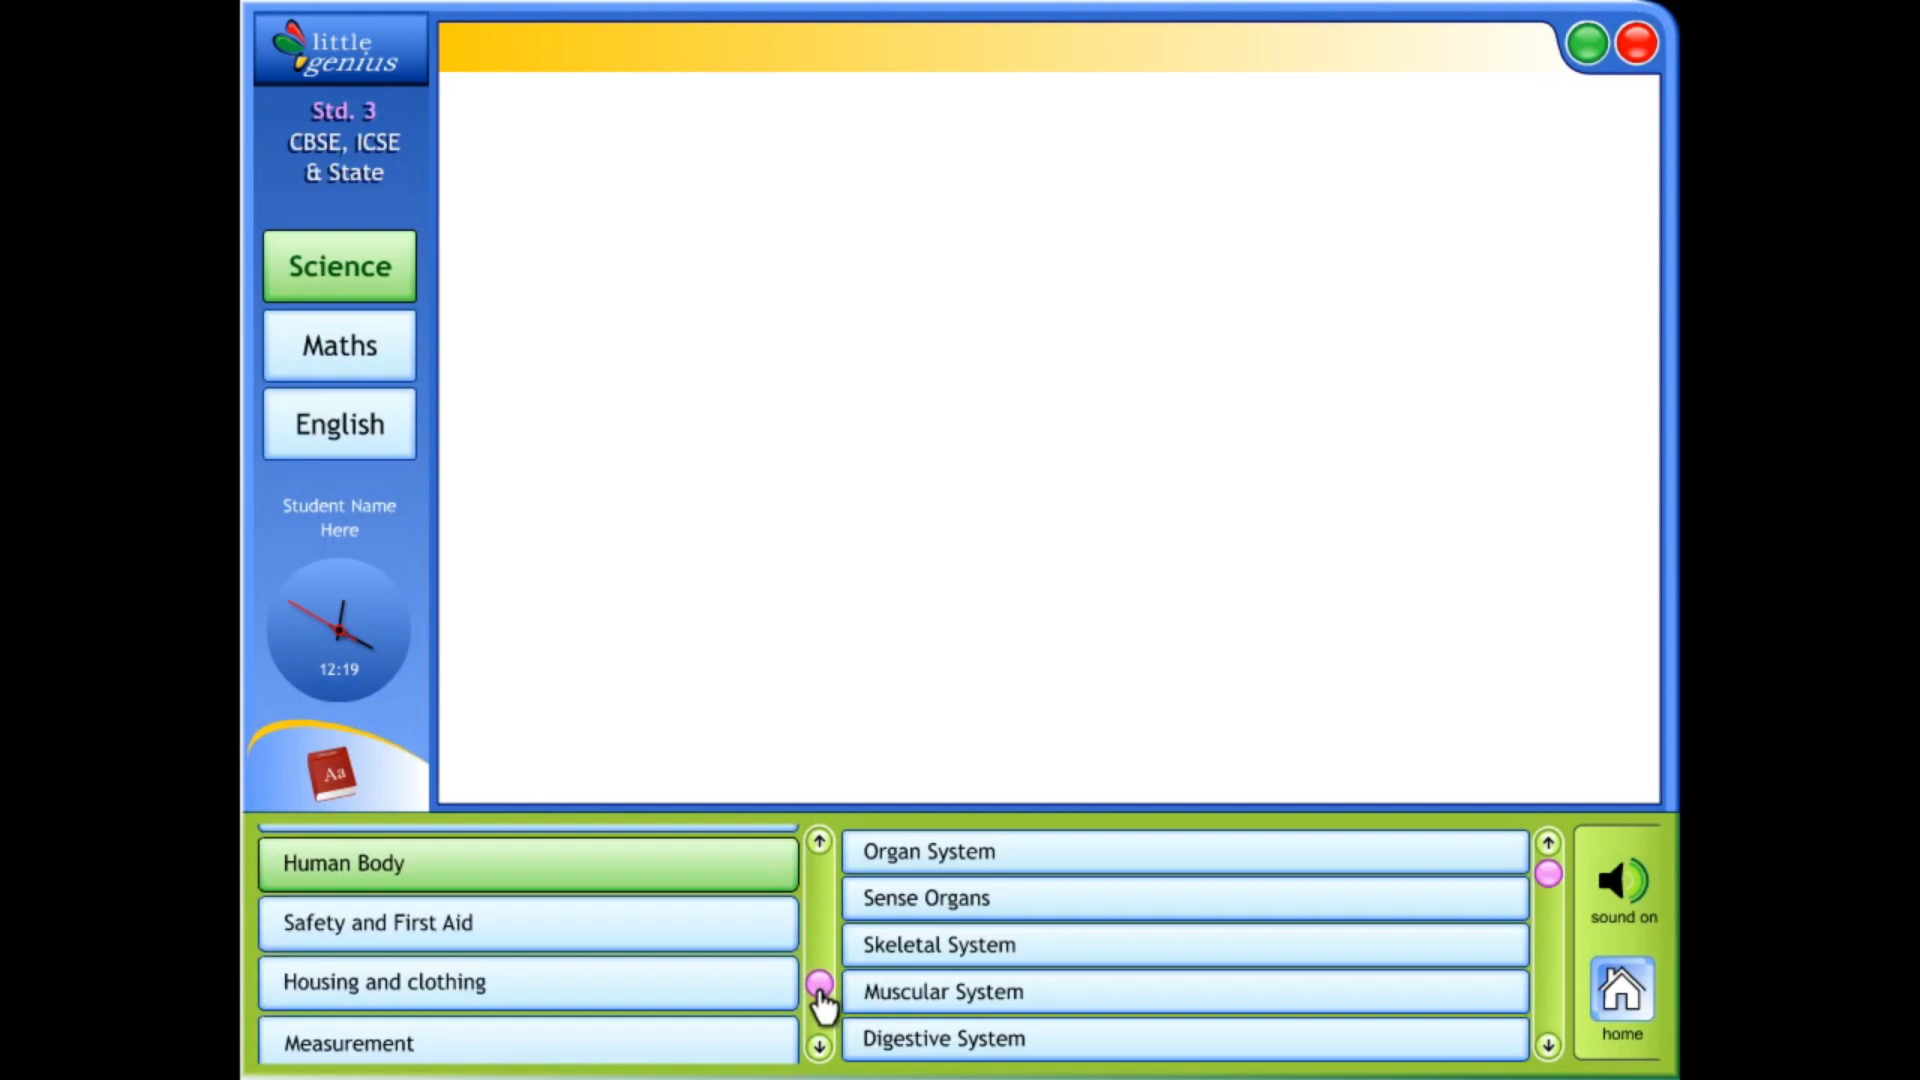 little
genius
Std. 3
CBSE, ICSE
& State
Science
Maths
English
Student Name
Here
12:19
Aa
Human Body
Safety and First Aid
Housing and clothing
Measurement
Organ System
Sense Organs
Skeletal System
Muscular System
Digestive System
sound on
home